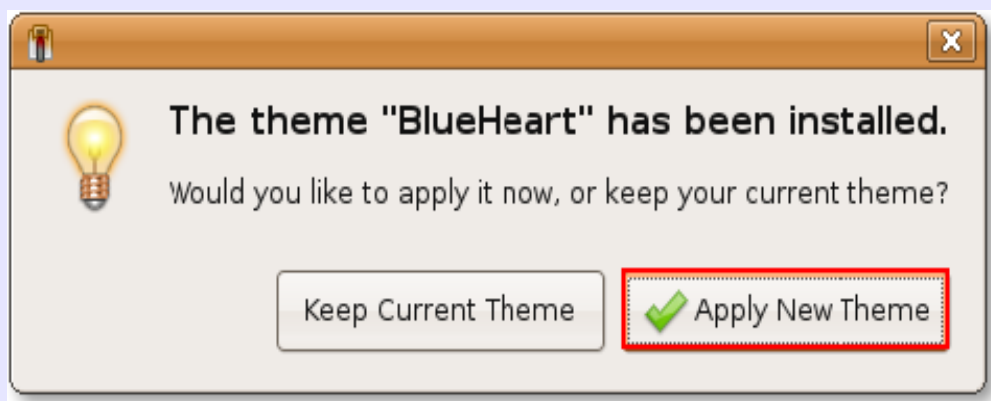 The theme "BlueHeart" has been installed.
Would you like to apply it now, or keep your current theme?
Keep Current Theme
Apply New Theme